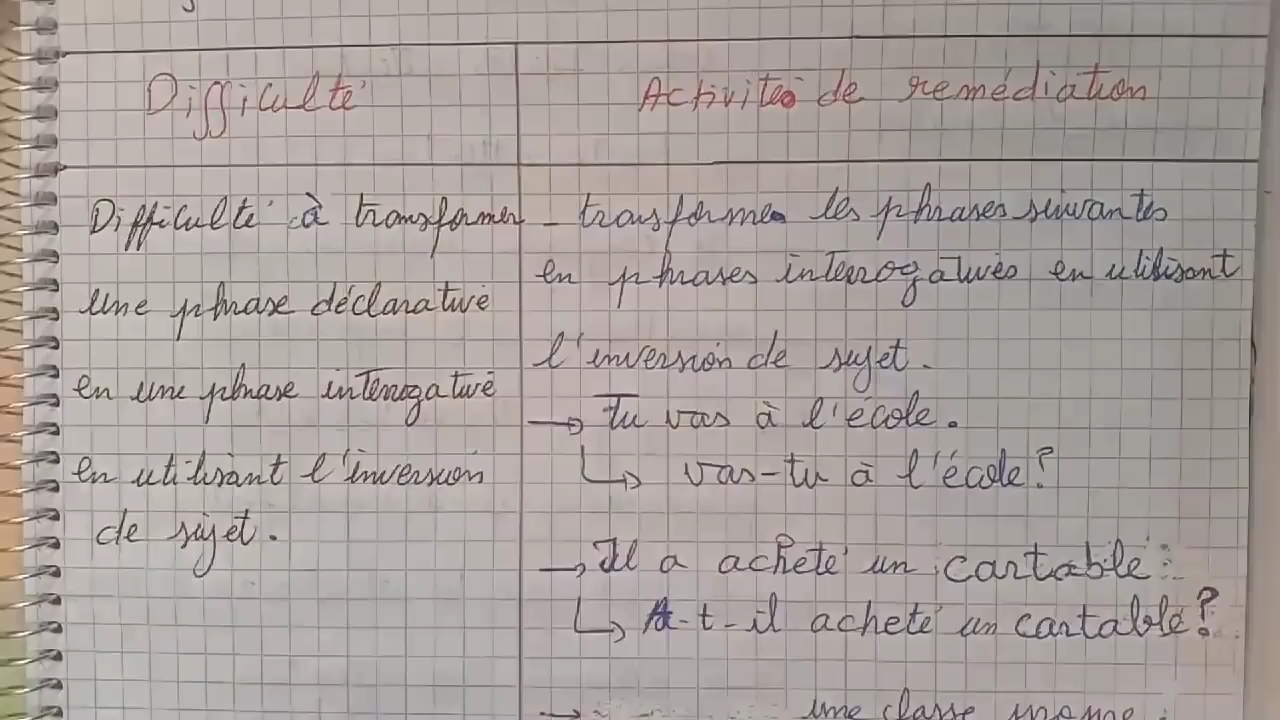 Difficulté
Activités de remédiation
Difficulté à transformer
une phrase déclarative
en une phrase interrogative
en utilisant l'inversion
de sujet.
- transforme les phrases suivantes
en phrases interrogatives en utilisant
l'inversion de sujet.
→ Tu vas à l'école.
↳ vas-tu à l'école?
→ Il a acheté un cartable.
↳ A-t-il acheté un cartable?
→ une classe